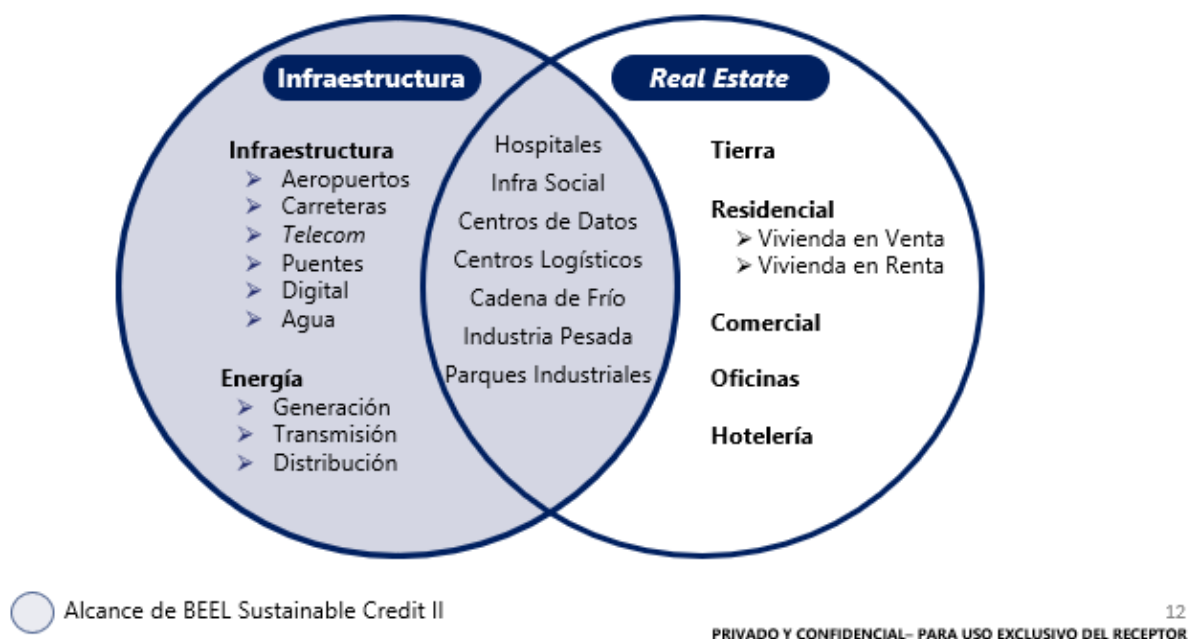 Infraestructura
Infraestructura
➤ Aeropuertos
➤ Carreteras
➤ Telecom
➤ Puentes
➤ Digital
➤ Agua
Energía
➤ Generación
➤ Transmisión
➤ Distribución
Hospitales
Infra Social
Centros de Datos
Centros Logísticos
Cadena de Frío
Industria Pesada
Parques Industriales
Real Estate
Tierra
Residencial
➤ Vivienda en Venta
➤ Vivienda en Renta
Comercial
Oficinas
Hotelería
Alcance de BEEL Sustainable Credit II
12
PRIVADO Y CONFIDENCIAL– PARA USO EXCLUSIVO DEL RECEPTOR